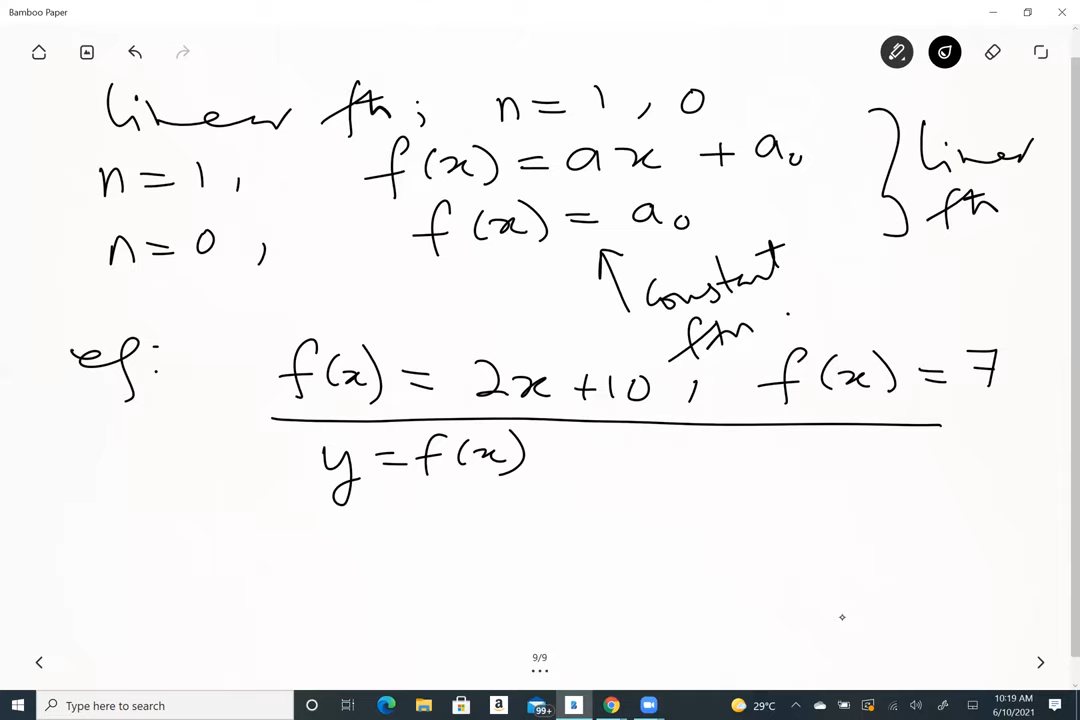 Bamboo Paper
linear fn ; n = 1 , 0
n = 1 , f(x) = ax + a₀
n = 0 , f(x) = a₀
} linear
fn
constant
fn .
eg: f(x) = 2x + 10 , f(x) = 7
y = f(x)
9/9
Type here to search
99+
29°C
10:19 AM
6/10/2021